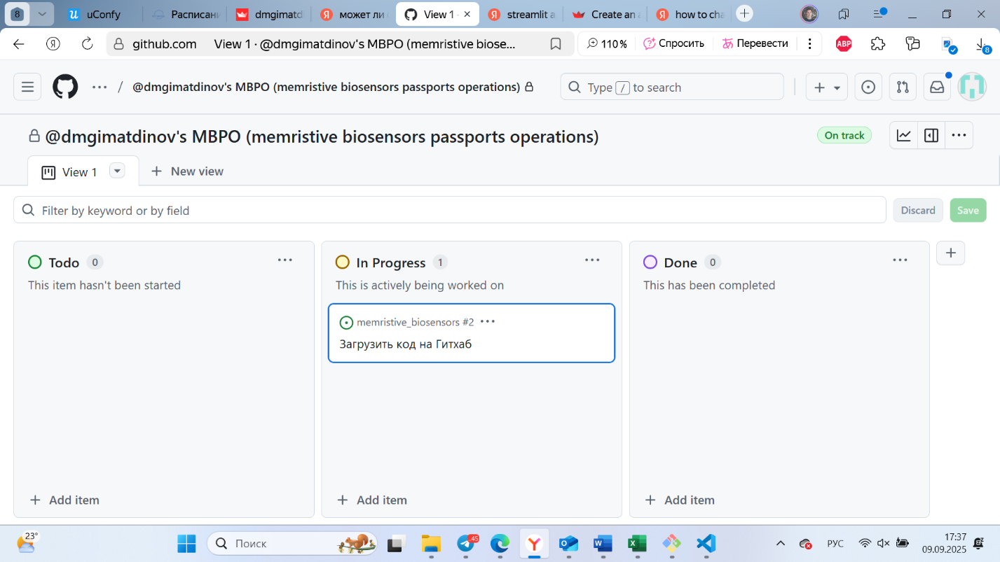 8
uConfy
Расписани
dmgimatd
может ли
View 1 ·
streamlit a
Create an a
how to cha
github.com
View 1 · @dmgimatdinov's MBPO (memristive biose...
110%
Спросить
Перевести
ABP
8
@dmgimatdinov's MBPO (memristive biosensors passports operations)
Type / to search
@dmgimatdinov's MBPO (memristive biosensors passports operations)
On track
View 1
New view
Filter by keyword or by field
Discard
Save
Todo 0
This item hasn't been started
In Progress 1
This is actively being worked on
Done 0
This has been completed
memristive_biosensors #2
Загрузить код на Гитхаб
Add item
Add item
Add item
23°
Поиск
45
РУС
17:37
09.09.2025